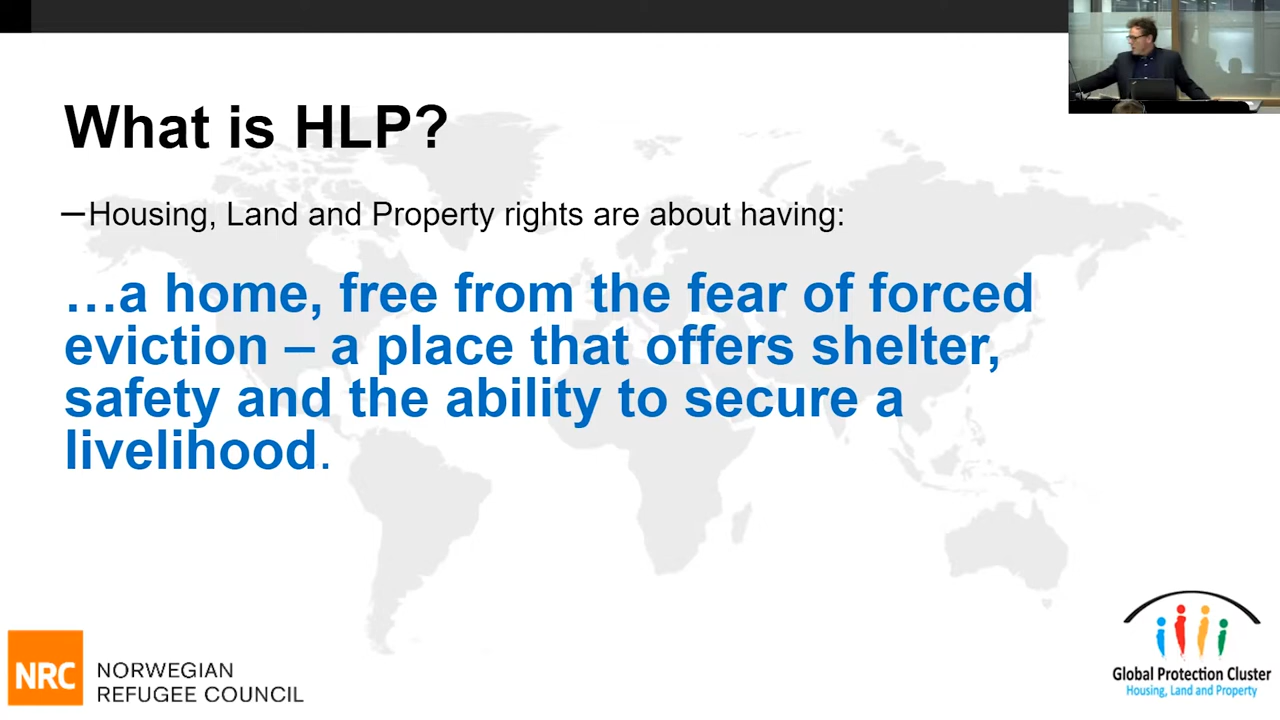 What is HLP?
–Housing, Land and Property rights are about having:
…a home, free from the fear of forced
eviction – a place that offers shelter,
safety and the ability to secure a
livelihood.
NRC
NORWEGIAN
REFUGEE COUNCIL
Global Protection Cluster
Housing, Land and Property